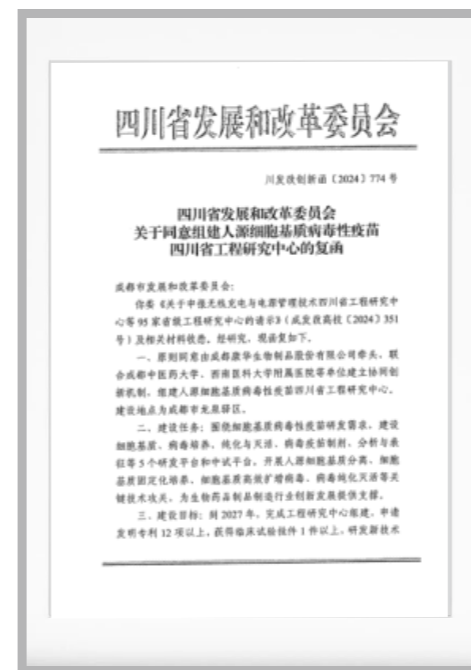 四川省发展和改革委员会
川发改创新函〔2024〕774 号
四川省发展和改革委员会
关于同意组建人源细胞基质病毒性疫苗
四川省工程研究中心的复函
成都市发展和改革委员会:
你委《关于申报无线充电与电源管理技术四川省工程研究中
心等 95 家省级工程研究中心的请示》(成发改高技〔2024〕351
号)及相关材料收悉。经研究,现函复如下。
一、原则同意由成都康华生物制品股份有限公司牵头,联
合成都中医药大学、西南医科大学附属医院等单位建立协同创
新机制,组建人源细胞基质病毒性疫苗四川省工程研究中心。
建设地点为成都市龙泉驿区。
二、建设任务:围绕细胞基质病毒性疫苗研发需求,建设
细胞基质、病毒培养、纯化与灭活、病毒疫苗制剂、分析与表
征等 5 个研发平台和中试平台。开展人源细胞基质分离、细胞
基质固定化培养、细胞基质高效扩增病毒、病毒纯化灭活等关
键技术攻关,为生物药品制品制造行业创新发展提供支撑。
三、建设目标:到 2027 年,完成工程研究中心组建,申请
发明专利 12 项以上,获得临床试验批件 1 件以上,研发新技术